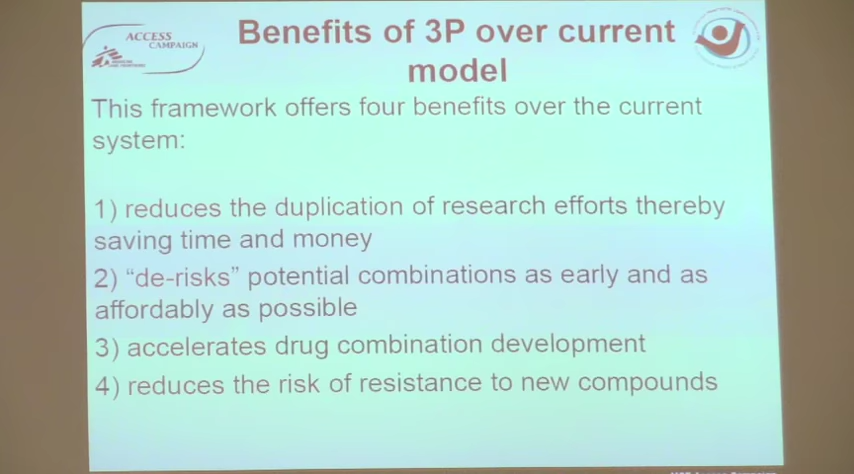 ACCESS
CAMPAIGN
Benefits of 3P over current
model
This framework offers four benefits over the current
system:
1) reduces the duplication of research efforts thereby
saving time and money
2) “de-risks” potential combinations as early and as
affordably as possible
3) accelerates drug combination development
4) reduces the risk of resistance to new compounds